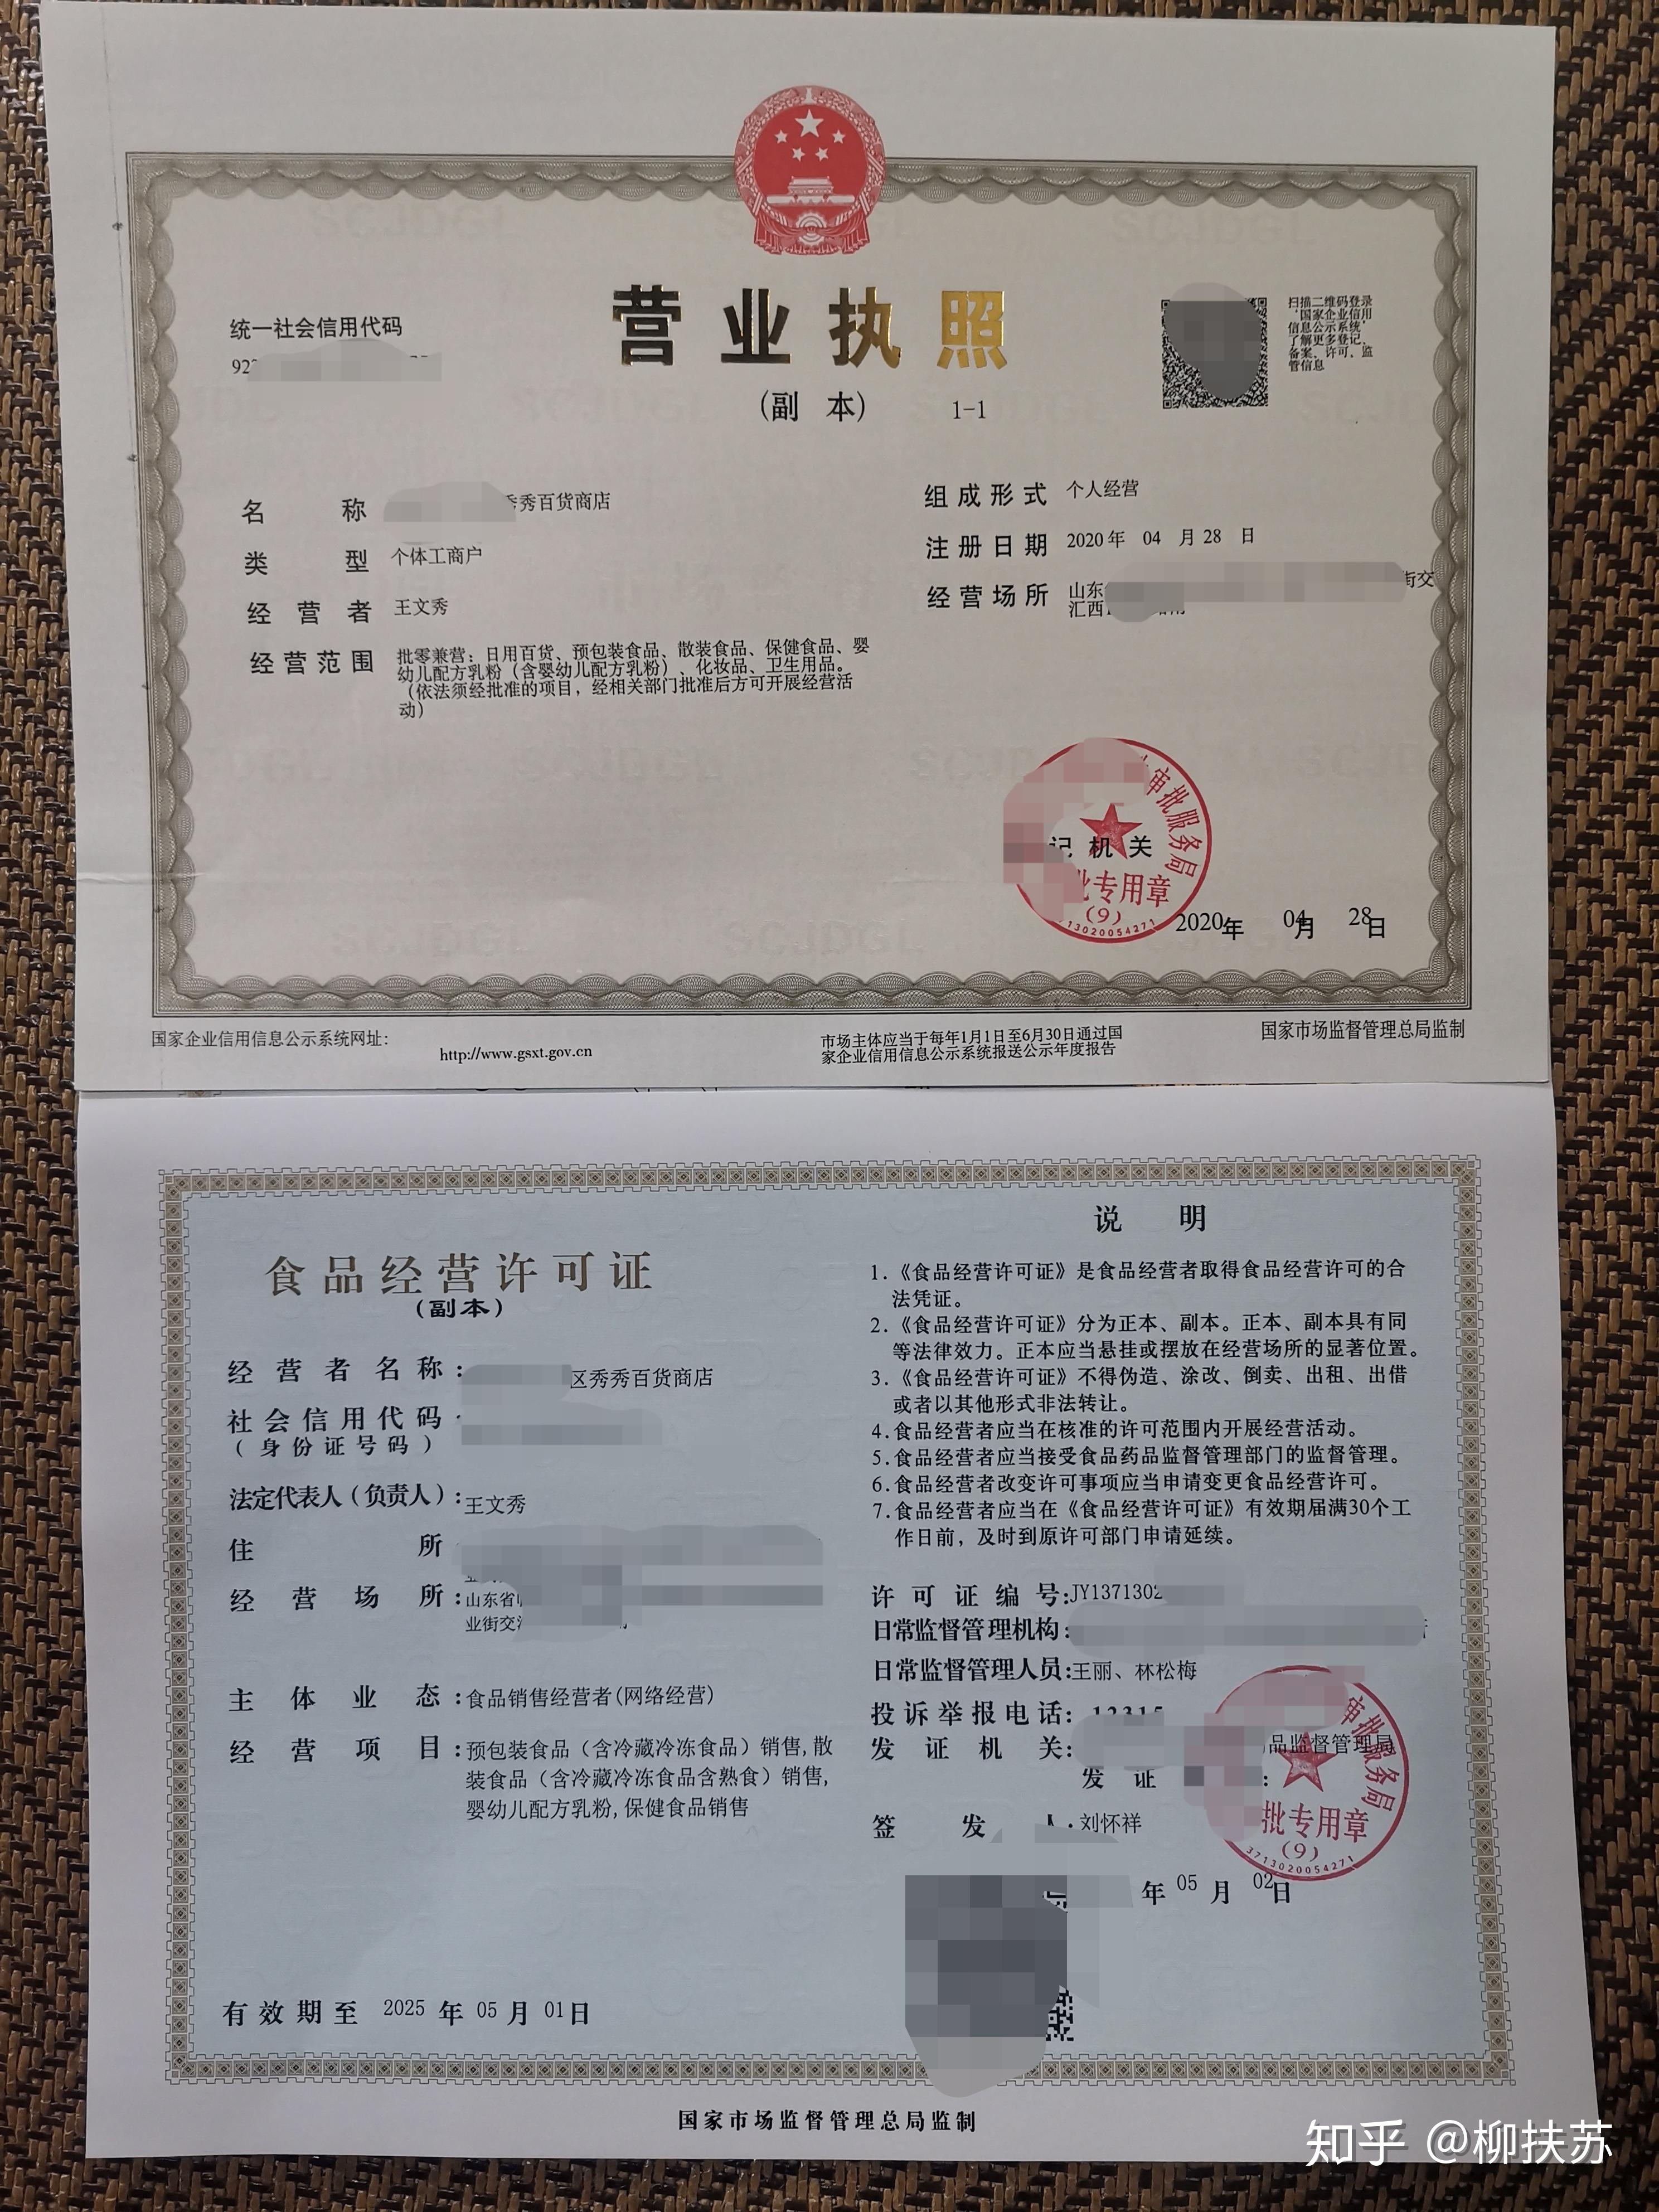 营业执照
(副 本) 1-1
统一社会信用代码
92
扫描二维码登录
'国家企业信用
信息公示系统'
了解更多登记、
备案、许可、监
管信息
名称 秀百货商店
类型 个体工商户
经营者 王文秀
经营范围 批零兼营：日用百货、预包装食品、散装食品、保健食品、婴
幼儿配方乳粉（含婴幼儿配方乳粉）、化妆品、卫生用品。
（依法须经批准的项目，经相关部门批准后方可开展经营活
动）
组成形式 个人经营
注册日期 2020年 04 月 28 日
经营场所 山东 街交
汇西
审批服务局
记机关
批专用章
(9)
13020054271
2020年 04月 28日
国家企业信用信息公示系统网址：
http://www.gsxt.gov.cn
市场主体应当于每年1月1日至6月30日通过国
家企业信用信息公示系统报送公示年度报告
国家市场监督管理总局监制
食品经营许可证
(副本)
经营者名称： 区秀秀百货商店
社会信用代码
(身份证号码)
法定代表人(负责人)：王文秀
住所
经营场所：山东省
业街交
主体业态：食品销售经营者(网络经营)
经营项目：预包装食品（含冷藏冷冻食品）销售,散
装食品（含冷藏冷冻食品含熟食）销售,
婴幼儿配方乳粉,保健食品销售
有效期至 2025 年 05 月 01日
说 明
1.《食品经营许可证》是食品经营者取得食品经营许可的合
法凭证。
2.《食品经营许可证》分为正本、副本。正本、副本具有同
等法律效力。正本应当悬挂或摆放在经营场所的显著位置。
3.《食品经营许可证》不得伪造、涂改、倒卖、出租、出借
或者以其他形式非法转让。
4.食品经营者应当在核准的许可范围内开展经营活动。
5.食品经营者应当接受食品药品监督管理部门的监督管理。
6.食品经营者改变许可事项应当申请变更食品经营许可。
7.食品经营者应当在《食品经营许可证》有效期届满30个工
作日前，及时到原许可部门申请延续。
许可证编号:JY1371302
日常监督管理机构:
日常监督管理人员:王丽、林松梅
投诉举报电话: 12315
发证机关: 品监督管理局
发证 :
签发人:刘怀祥
审批服务局
批专用章
(9)
3713020054271
年 05 月 02日
国家市场监督管理总局监制
知乎 @柳扶苏